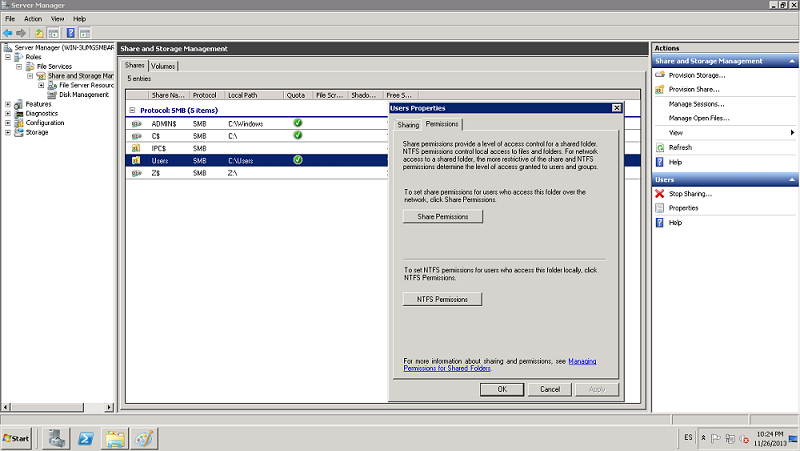 Server Manager
File Action View Help
Server Manager (WIN-3UMGSMBAR
Roles
File Services
Share and Storage Mar
File Server Resourc
Disk Management
Features
Diagnostics
Configuration
Storage
Share and Storage Management
Shares Volumes
5 entries
Share Na... Protocol Local Path Quota File Scr... Shado... Free S...
Protocol: SMB (5 items)
ADMIN$ SMB C:\Windows
C$ SMB C:\
IPC$ SMB
Users SMB C:\Users
Z$ SMB Z:\
Users Properties
Sharing Permissions
Share permissions provide a level of access control for a shared folder.
NTFS permissions control local access to files and folders. For network
access to a shared folder, the more restrictive of the share and NTFS
permissions determine the level of access granted to users and groups.
To set share permissions for users who access this folder over the
network, click Share Permissions.
Share Permissions
To set NTFS permissions for users who access this folder locally, click
NTFS Permissions.
NTFS Permissions
For more information about sharing and permissions, see Managing
Permissions for Shared Folders.
OK Cancel Apply
Actions
Share and Storage Management
Provision Storage...
Provision Share...
Manage Sessions...
Manage Open Files...
View
Refresh
Help
Users
Stop Sharing...
Properties
Help
Start
ES
10:24 PM
11/26/2013